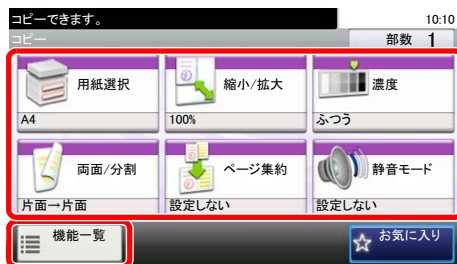 コピーできます。
10:10
コピー
部数 1
用紙選択
縮小/拡大
濃度
A4
100%
ふつう
両面/分割
ページ集約
静音モード
片面→片面
設定しない
設定しない
機能一覧
お気に入り